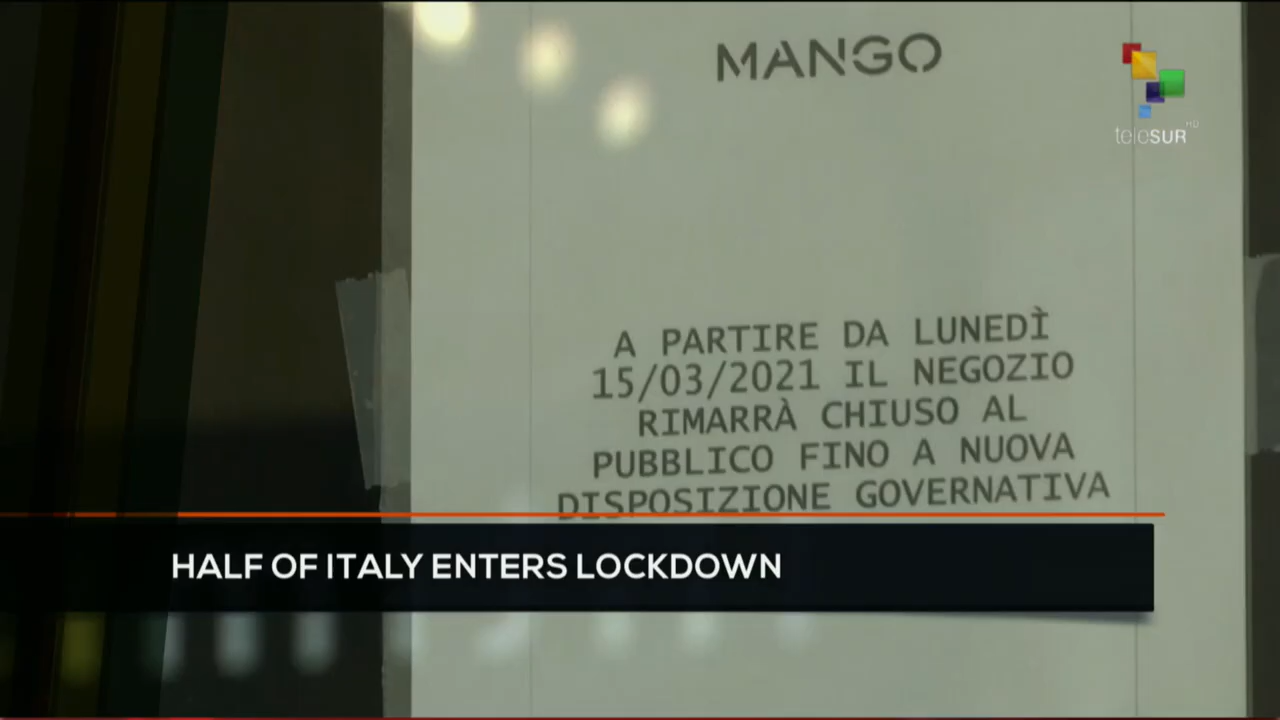 MANGO
teleSUR HD
A PARTIRE DA LUNEDÌ
15/03/2021 IL NEGOZIO
RIMARRÀ CHIUSO AL
PUBBLICO FINO A NUOVA
DISPOSIZIONE GOVERNATIVA
HALF OF ITALY ENTERS LOCKDOWN